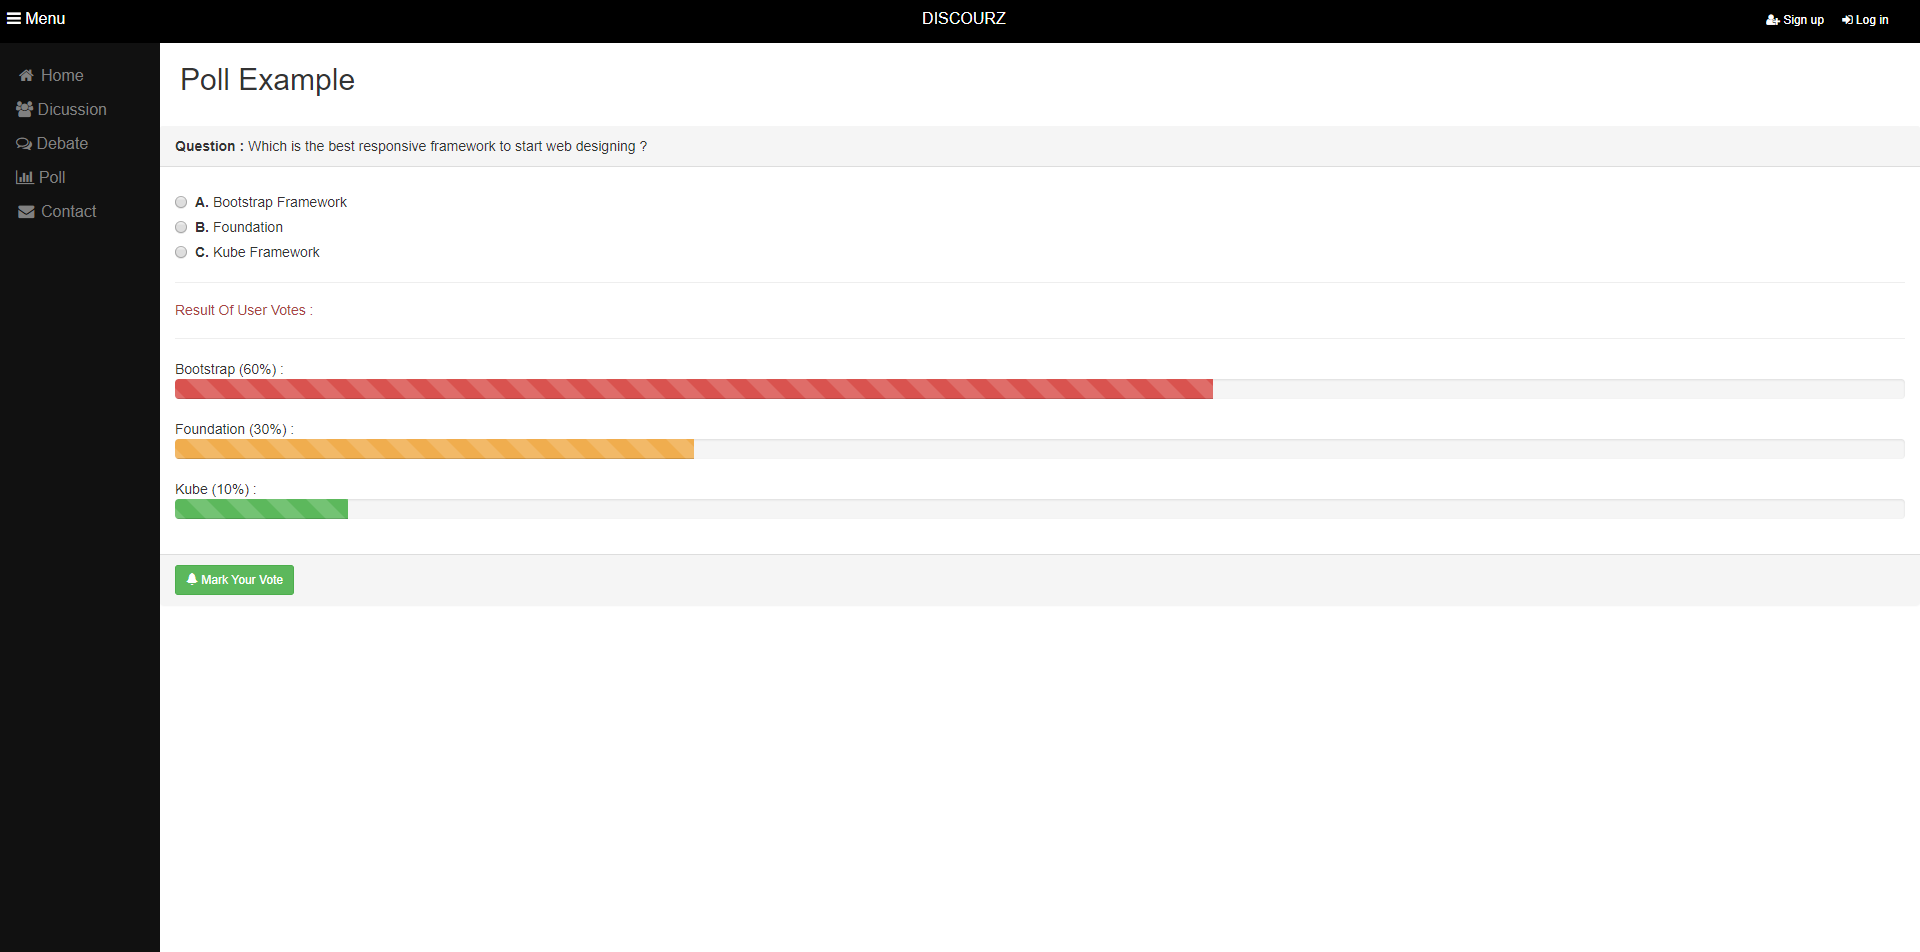 Menu
DISCOURZ
Sign up
Log in
Home
Dicussion
Debate
Poll
Contact
Poll Example
Question : Which is the best responsive framework to start web designing ?
A. Bootstrap Framework
B. Foundation
C. Kube Framework
Result Of User Votes :
Bootstrap (60%) :
Foundation (30%) :
Kube (10%) :
Mark Your Vote